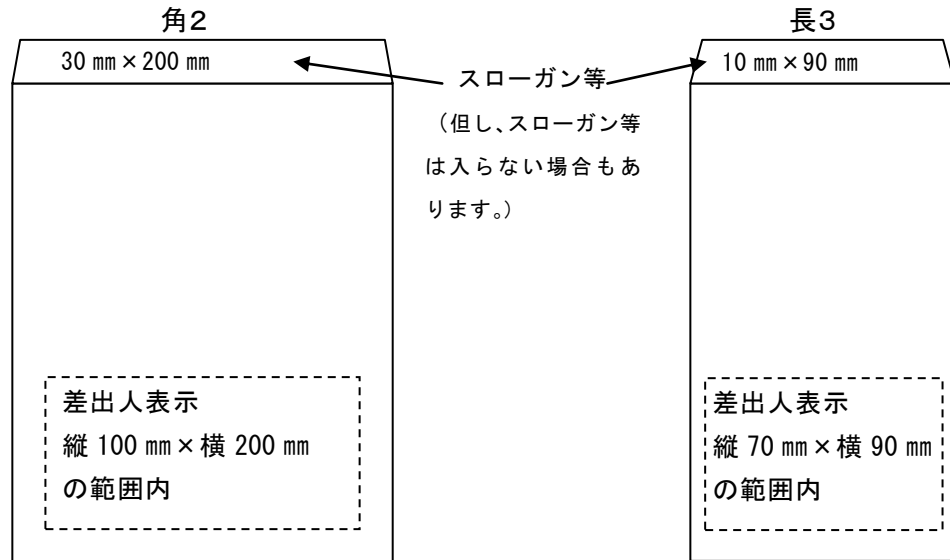 角2
長3
30㎜×200㎜
10㎜×90㎜
スローガン等
（但し、スローガン等
は入らない場合もあ
ります。）
差出人表示
縦100㎜×横200㎜
の範囲内
差出人表示
縦70㎜×横90㎜
の範囲内